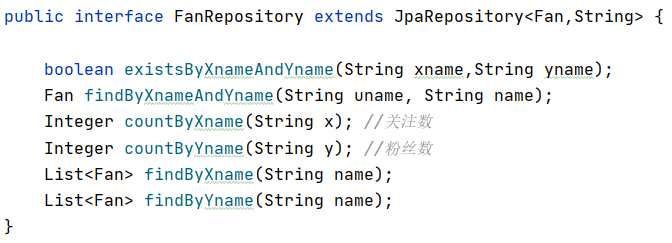 public interface FanRepository extends JpaRepository<Fan,String> {
boolean existsByXnameAndYname(String xname,String yname);
Fan findByXnameAndYname(String uname, String name);
Integer countByXname(String x); //关注数
Integer countByYname(String y); //粉丝数
List<Fan> findByXname(String name);
List<Fan> findByYname(String name);
}